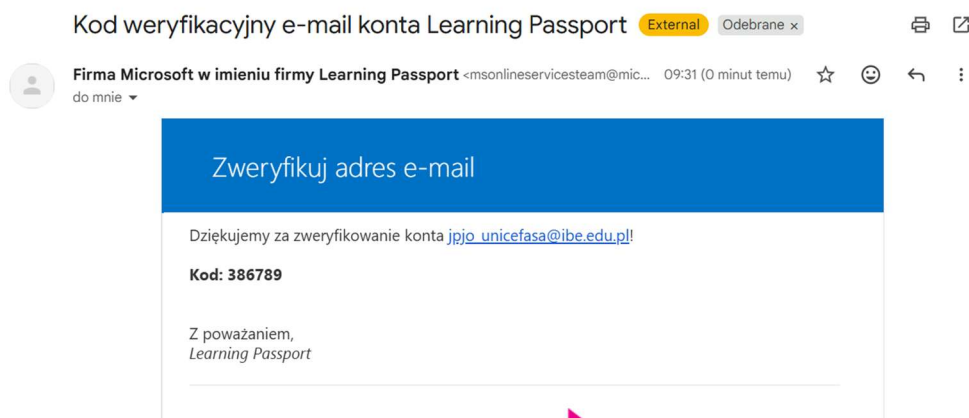 Kod weryfikacyjny e-mail konta Learning Passport External Odebrane ×
Firma Microsoft w imieniu firmy Learning Passport <msonlineservicesteam@mic... 09:31 (0 minut temu)
do mnie
Zweryfikuj adres e-mail
Dziękujemy za zweryfikowanie konta jpjo_unicefasa@ibe.edu.pl!
Kod: 386789
Z poważaniem,
Learning Passport